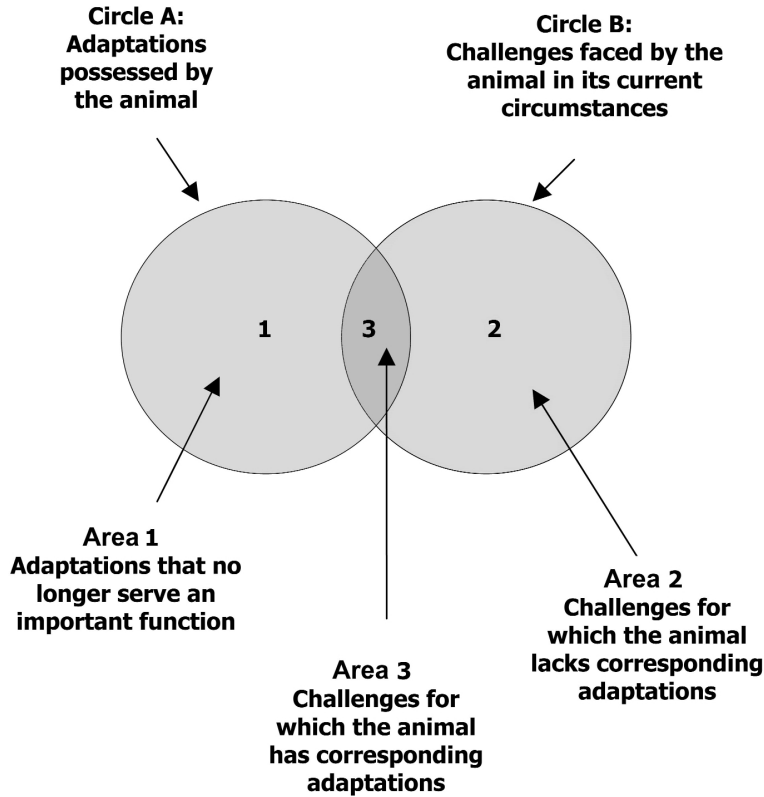 Circle A:
Adaptations
possessed by
the animal
Circle B:
Challenges faced by the
animal in its current
circumstances
1
3
2
Area 1
Adaptations that no
longer serve an
important function
Area 2
Challenges for
which the animal
lacks corresponding
adaptations
Area 3
Challenges for
which the animal
has corresponding
adaptations